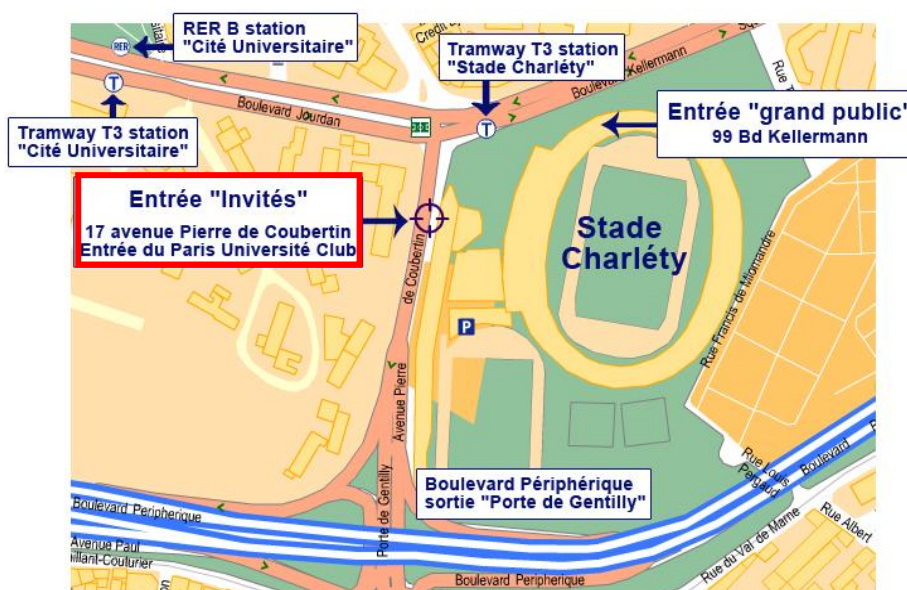 RER B station
"Cité Universitaire"
Tramway T3 station
"Stade Charléty"
Boulevard Kellermann
RER
T
Boulevard Jourdan
T
Entrée "grand public"
99 Bd Kellermann
Tramway T3 station
"Cité Universitaire"
Entrée "Invités"
17 avenue Pierre de Coubertin
Entrée du Paris Université Club
Stade
Charléty
Avenue Pierre de Coubertin
P
Rue Francis de Miomandre
Boulevard Périphérique
sortie "Porte de Gentilly"
Rue Louis
Pergaud
Boulevard
Boulevard Peripherique
Porte de Gentilly
Rue Albert
Rue du Val de Marne
Avenue Paul
aillant-Couturier
Boulevard Peripherique